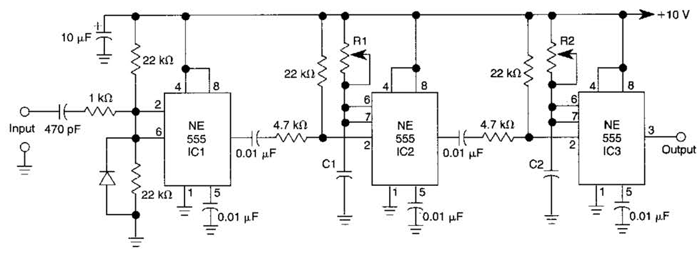 +10 V
10 µF
+
22 kΩ
4
8
22 kΩ
R1
4
8
22 kΩ
R2
4
8
1 kΩ
Input
470 pF
2
6
NE
555
IC1
0.01 µF
4.7 kΩ
6
7
2
NE
555
IC2
0.01 µF
4.7 kΩ
6
7
2
NE
555
IC3
3
Output
22 kΩ
C1
C2
1
5
0.01 µF
1
5
0.01 µF
1
5
0.01 µF